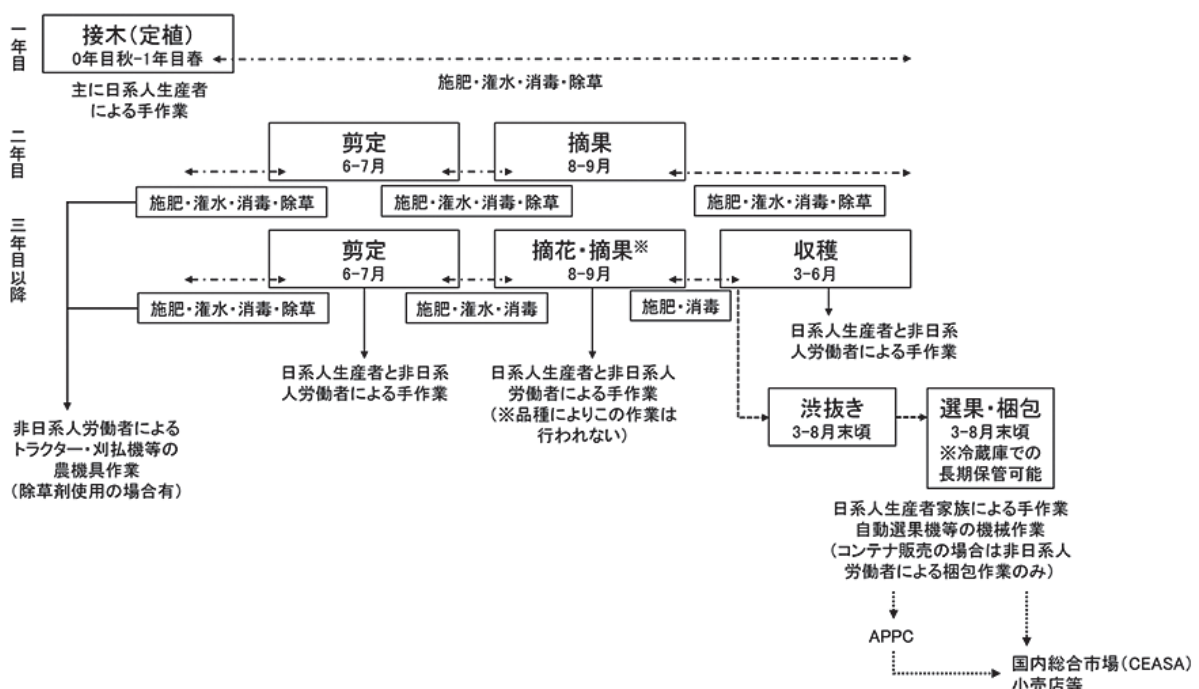 一年目
接木(定植)
0年目秋-1年目春
施肥・灌水・消毒・除草
主に日系人生産者
による手作業
二年目
剪定
6-7月
摘果
8-9月
施肥・灌水・消毒・除草
施肥・灌水・消毒・除草
施肥・灌水・消毒・除草
三年目以降
剪定
6-7月
摘花・摘果※
8-9月
収穫
3-6月
施肥・灌水・消毒・除草
施肥・灌水・消毒
施肥・消毒
日系人生産者と非日系
人労働者による手作業
日系人生産者と非日系人
労働者による手作業
(※品種によりこの作業は
行われない)
日系人生産者と非日系
人労働者による手作業
非日系人労働者による
トラクター・刈払機等の
農機具作業
(除草剤使用の場合有)
渋抜き
3-8月末頃
選果・梱包
3-8月末頃
※冷蔵庫での
長期保管可能
日系人生産者家族による手作業
自動選果機等の機械作業
(コンテナ販売の場合は非日系人
労働者による梱包作業のみ)
APPC
国内総合市場(CEASA)
小売店等